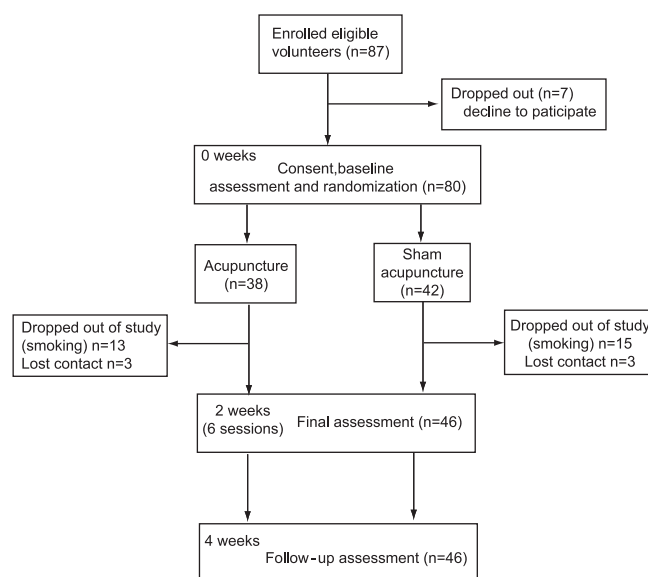 Enrolled eligible
volunteers (n=87)
Dropped out (n=7)
decline to paticipate
0 weeks
Consent,baseline
assessment and randomization (n=80)
Acupuncture
(n=38)
Sham
acupuncture
(n=42)
Dropped out of study
(smoking) n=13
Lost contact n=3
Dropped out of study
(smoking) n=15
Lost contact n=3
2 weeks
(6 sessions)
Final assessment (n=46)
4 weeks
Follow-up assessment (n=46)